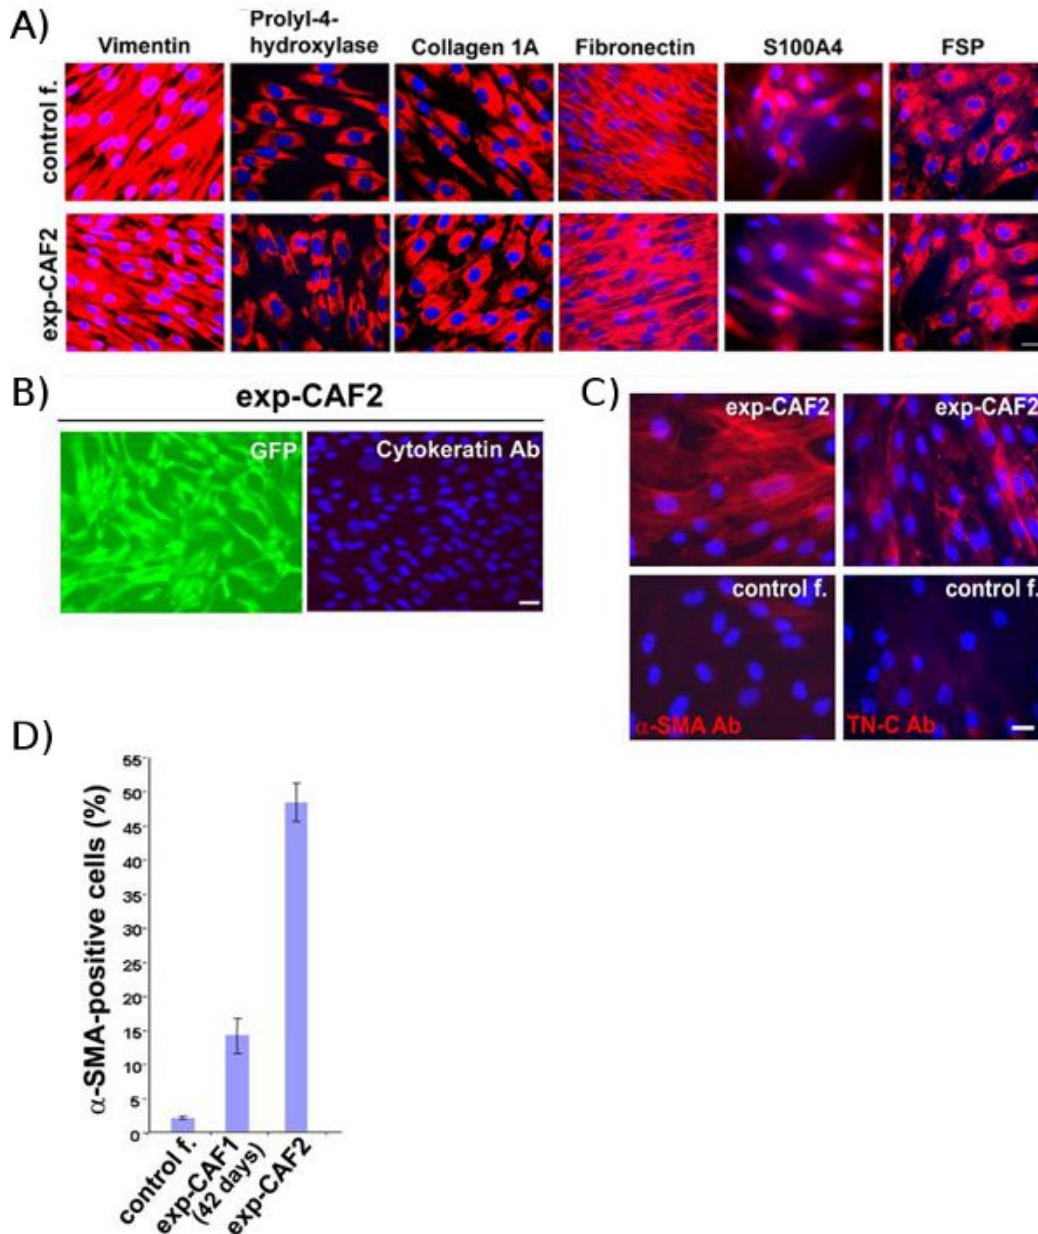 A)
Vimentin
Prolyl-4-
hydroxylase
Collagen 1A
Fibronectin
S100A4
FSP
control f.
exp-CAF2
B)
exp-CAF2
GFP
Cytokeratin Ab
C)
exp-CAF2
exp-CAF2
control f.
control f.
α-SMA Ab
TN-C Ab
D)
α-SMA-positive cells (%)
55
50
45
40
35
30
25
20
15
10
5
0
control f.
exp-CAF1
(42 days)
exp-CAF2